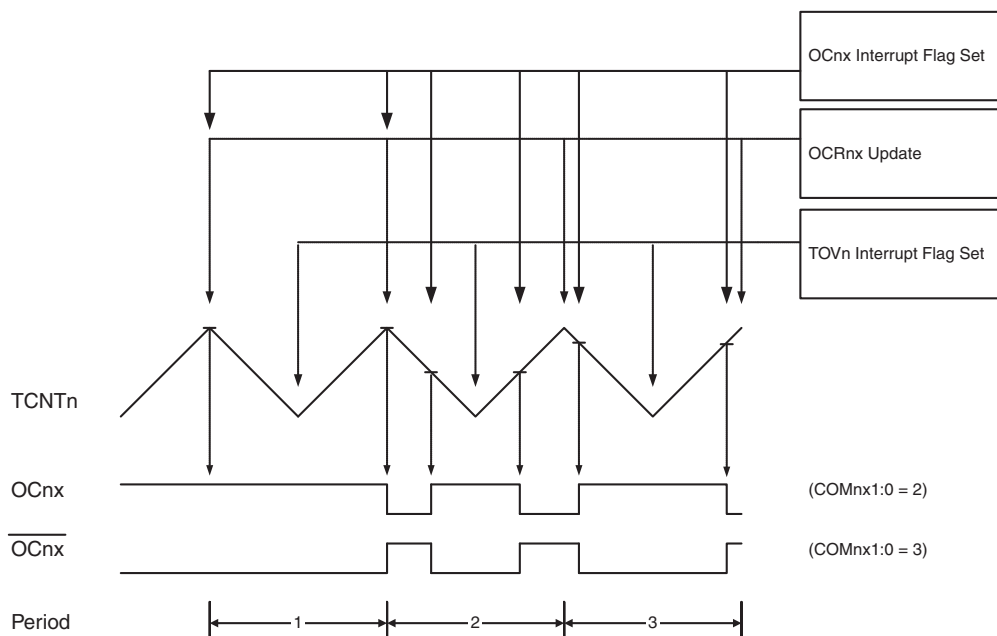 OCnx Interrupt Flag Set
OCRnx Update
TOVn Interrupt Flag Set
TCNTn
OCnx
(COMnx1:0 = 2)
OCnx
(COMnx1:0 = 3)
Period
1
2
3